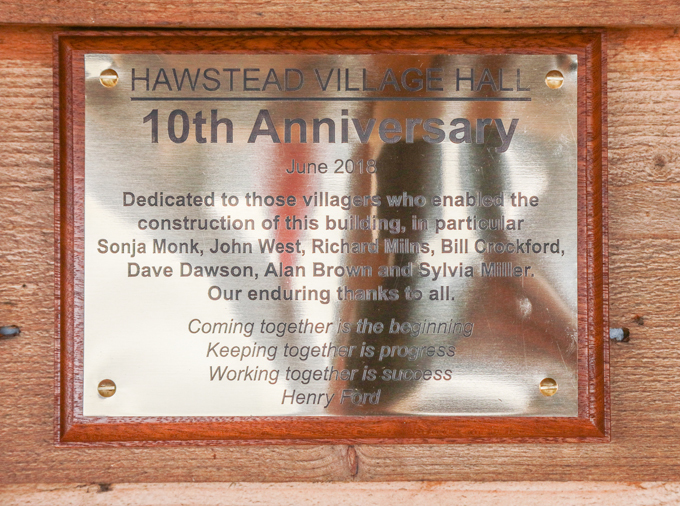 HAWSTEAD VILLAGE HALL
10th Anniversary
June 2018
Dedicated to those villagers who enabled the
construction of this building, in particular
Sonja Monk, John West, Richard Milns, Bill Crockford,
Dave Dawson, Alan Brown and Sylvia Miller.
Our enduring thanks to all.
Coming together is the beginning
Keeping together is progress
Working together is success
Henry Ford